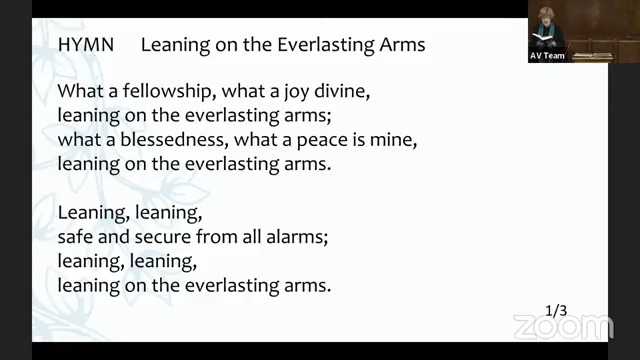 HYMN Leaning on the Everlasting Arms
AV Team
What a fellowship, what a joy divine,
leaning on the everlasting arms;
what a blessedness, what a peace is mine,
leaning on the everlasting arms.
Leaning, leaning,
safe and secure from all alarms;
leaning, leaning,
leaning on the everlasting arms.
1/3
zoom